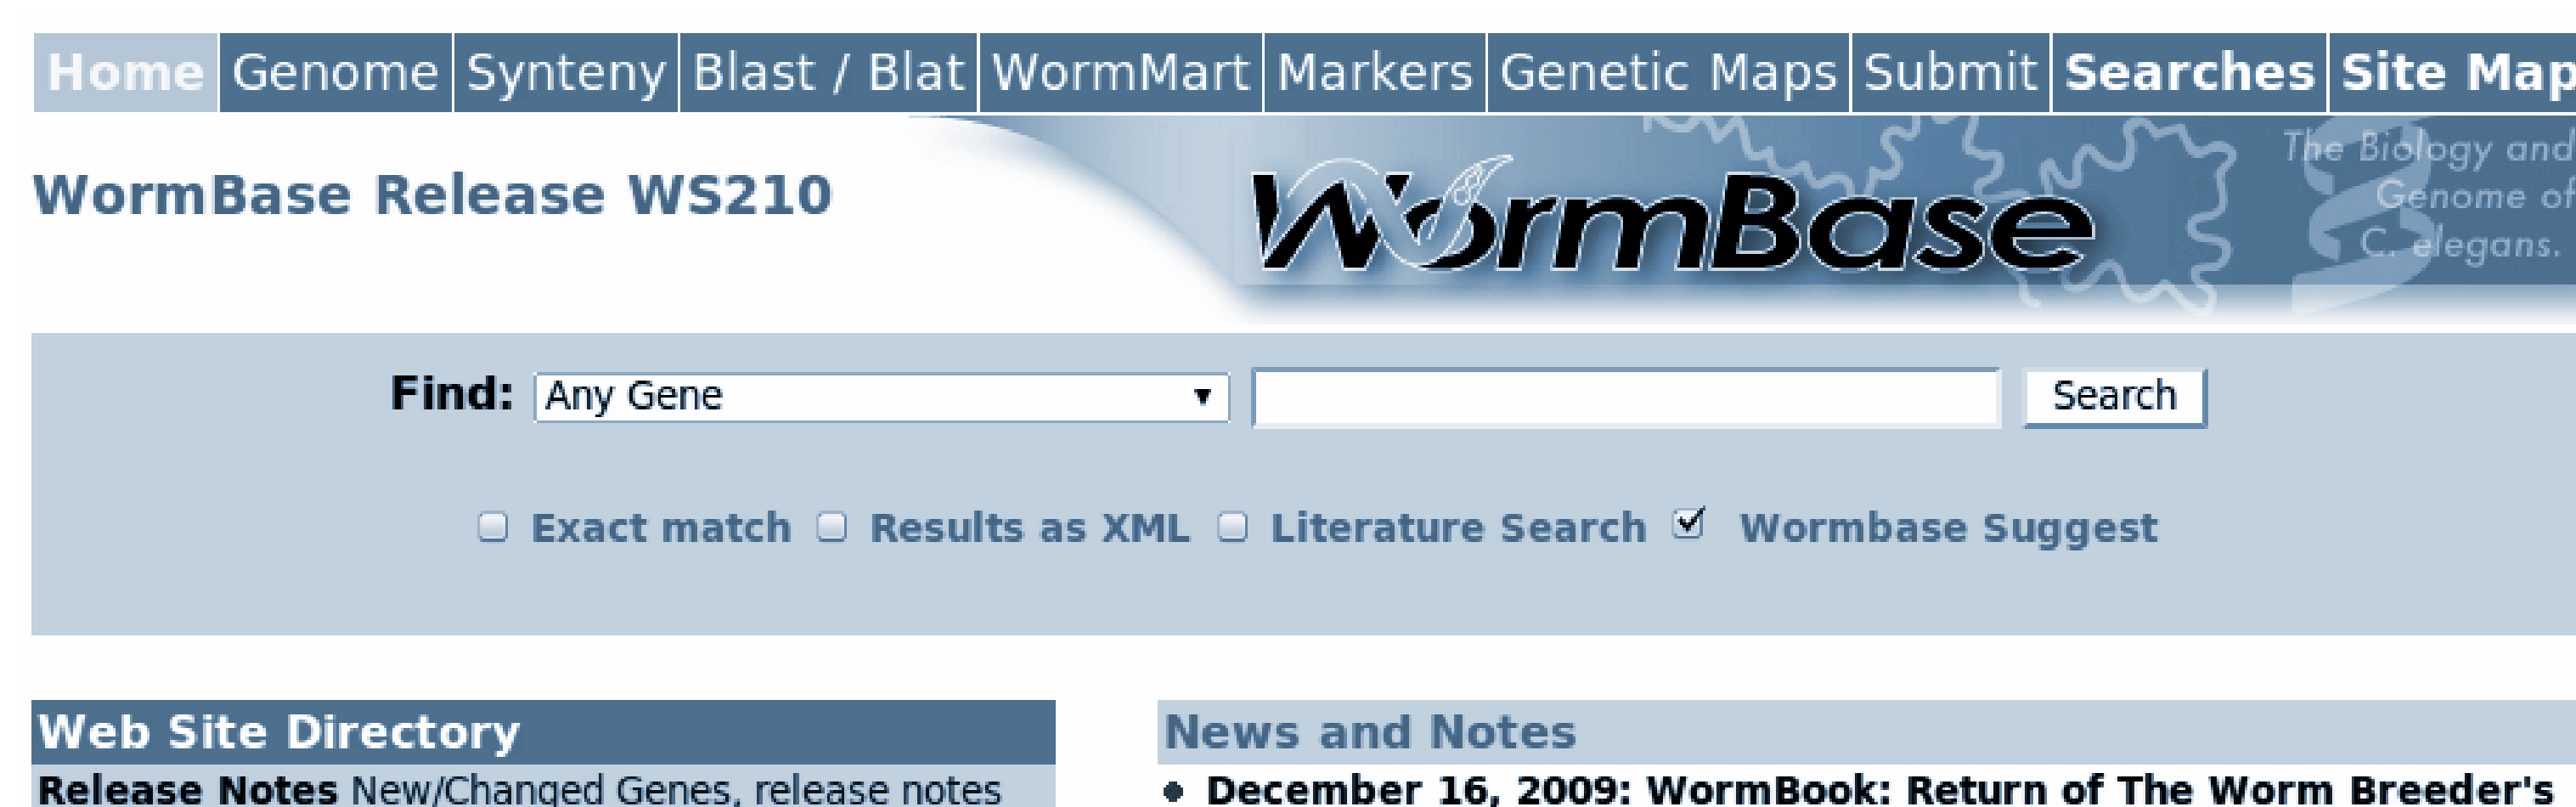 Home Genome Synteny Blast / Blat WormMart Markers Genetic Maps Submit Searches Site Map
WormBase Release WS210
WormBase
The Biology and
Genome of
C. elegans.
Find: Any Gene Search
Exact match Results as XML Literature Search Wormbase Suggest
Web Site Directory
Release Notes New/Changed Genes, release notes
News and Notes
• December 16, 2009: WormBook: Return of The Worm Breeder's